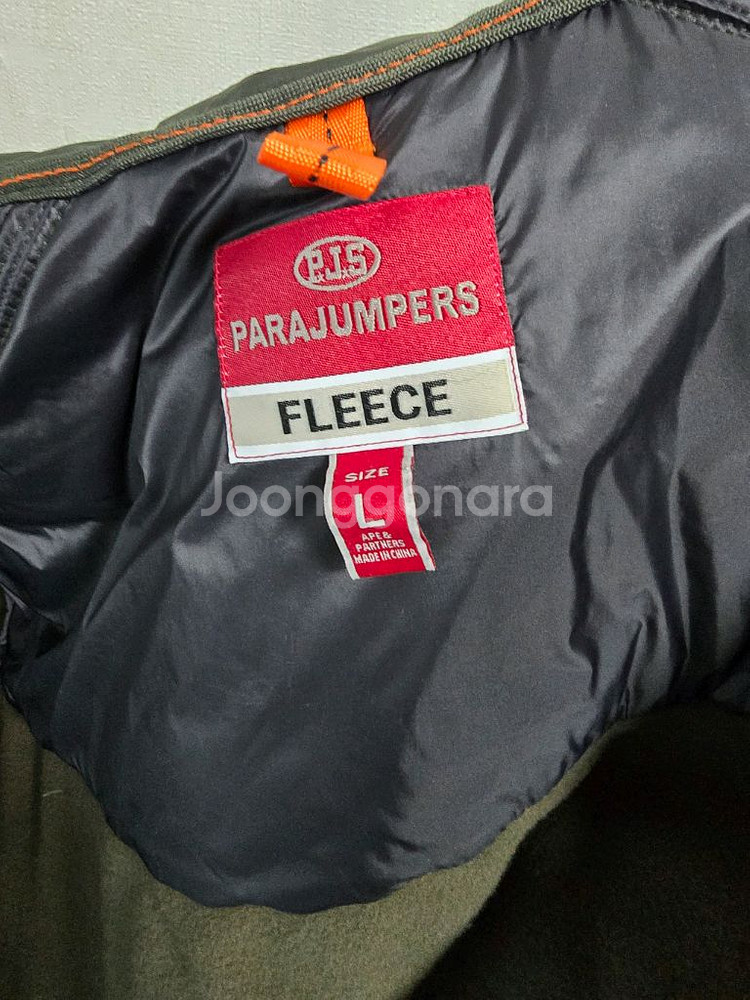 P.J.S
PARAJUMPERS
FLEECE
SIZE
L
Joonggonara
APE &
PARTNERS
MADE IN CHINA